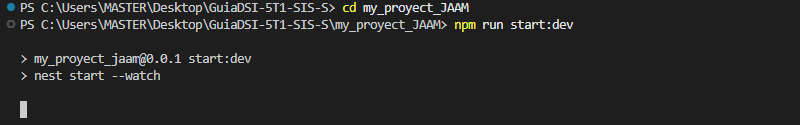 PS C:\Users\MASTER\Desktop\GuiaDSI-5T1-SIS-S> cd my_proyect_JAAM
PS C:\Users\MASTER\Desktop\GuiaDSI-5T1-SIS-S\my_proyect_JAAM> npm run start:dev
> my_proyect_jaam@0.0.1 start:dev
> nest start --watch